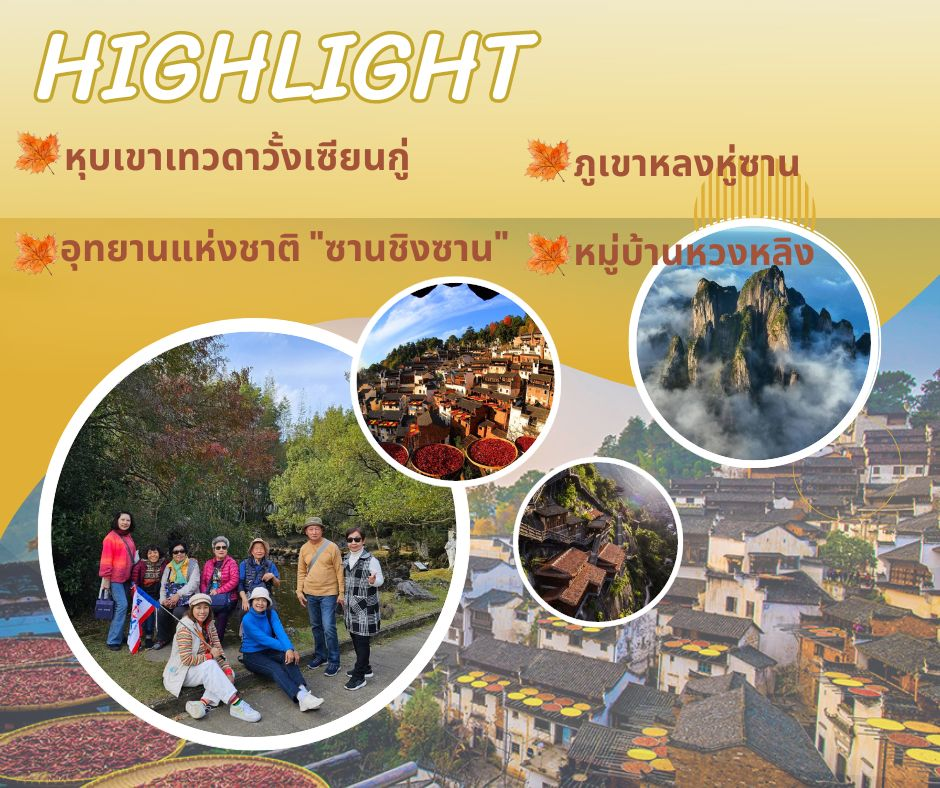 HIGHLIGHT
หุบเขาเทวดาวั้งเซียนกู่
ภูเขาหลงหู่ซาน
อุทยานแห่งชาติ "ซานชิงซาน"
หมู่บ้านหวงหลิง